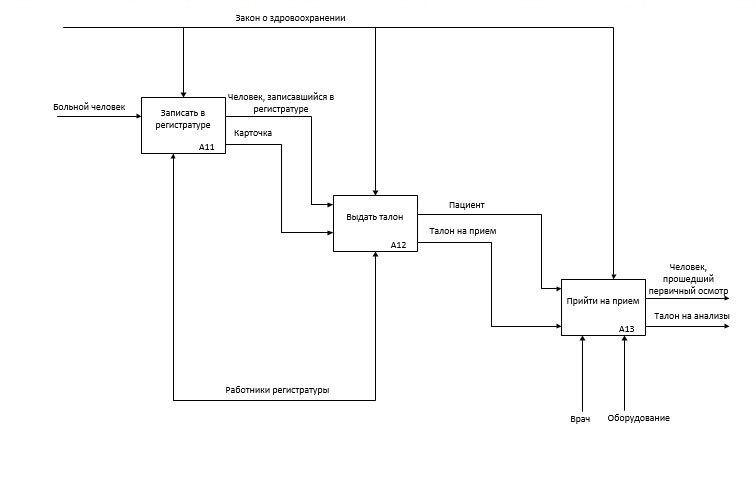 Закон о здровоохранении
Больной человек
Записать в
регистратуре
A11
Человек, записавшийся в
регистратуре
Карточка
Выдать талон
A12
Пациент
Талон на прием
Прийти на прием
A13
Человек,
прошедший
первичный осмотр
Талон на анализы
Работники регистратуры
Врач
Оборудование